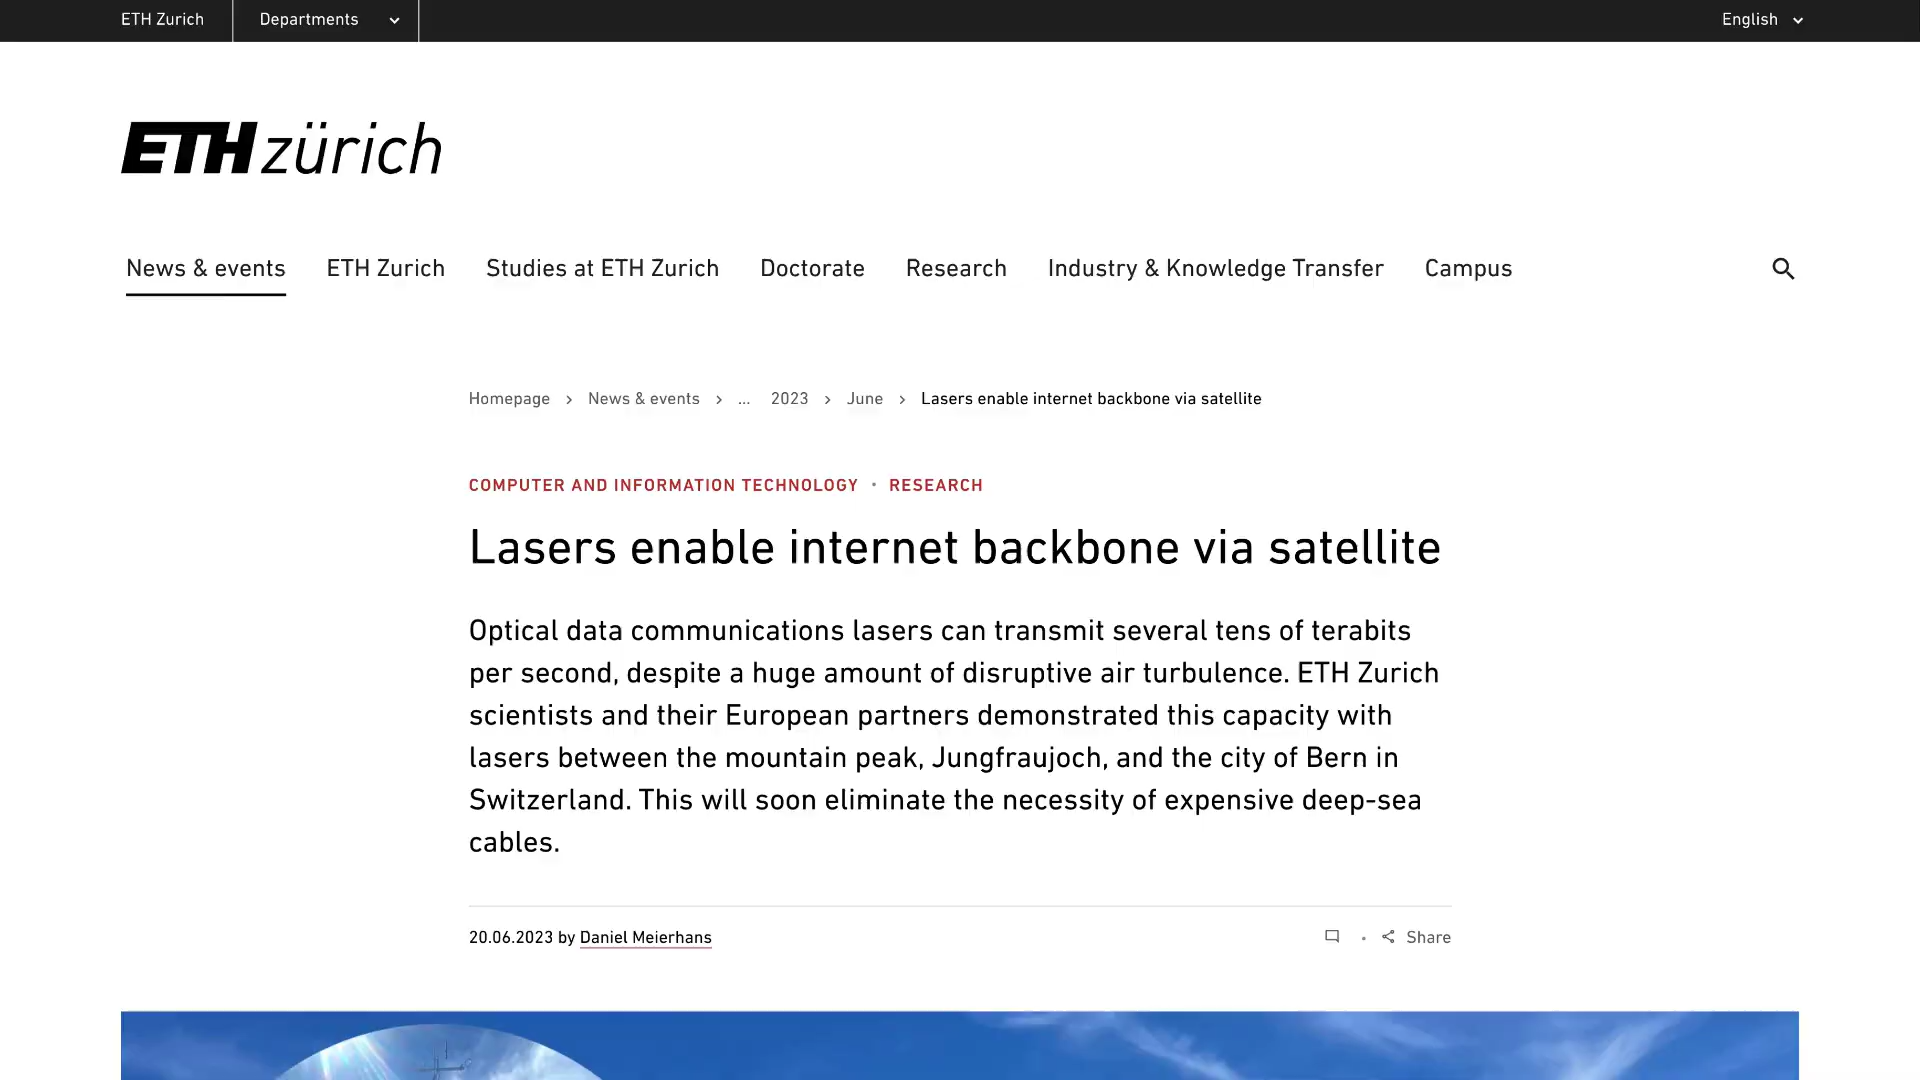 ETH Zurich
Departments
English
ETH zürich
News & events
ETH Zurich
Studies at ETH Zurich
Doctorate
Research
Industry & Knowledge Transfer
Campus
Homepage > News & events > ... 2023 > June > Lasers enable internet backbone via satellite
COMPUTER AND INFORMATION TECHNOLOGY · RESEARCH
Lasers enable internet backbone via satellite
Optical data communications lasers can transmit several tens of terabits
per second, despite a huge amount of disruptive air turbulence. ETH Zurich
scientists and their European partners demonstrated this capacity with
lasers between the mountain peak, Jungfraujoch, and the city of Bern in
Switzerland. This will soon eliminate the necessity of expensive deep-sea
cables.
20.06.2023 by Daniel Meierhans
Share